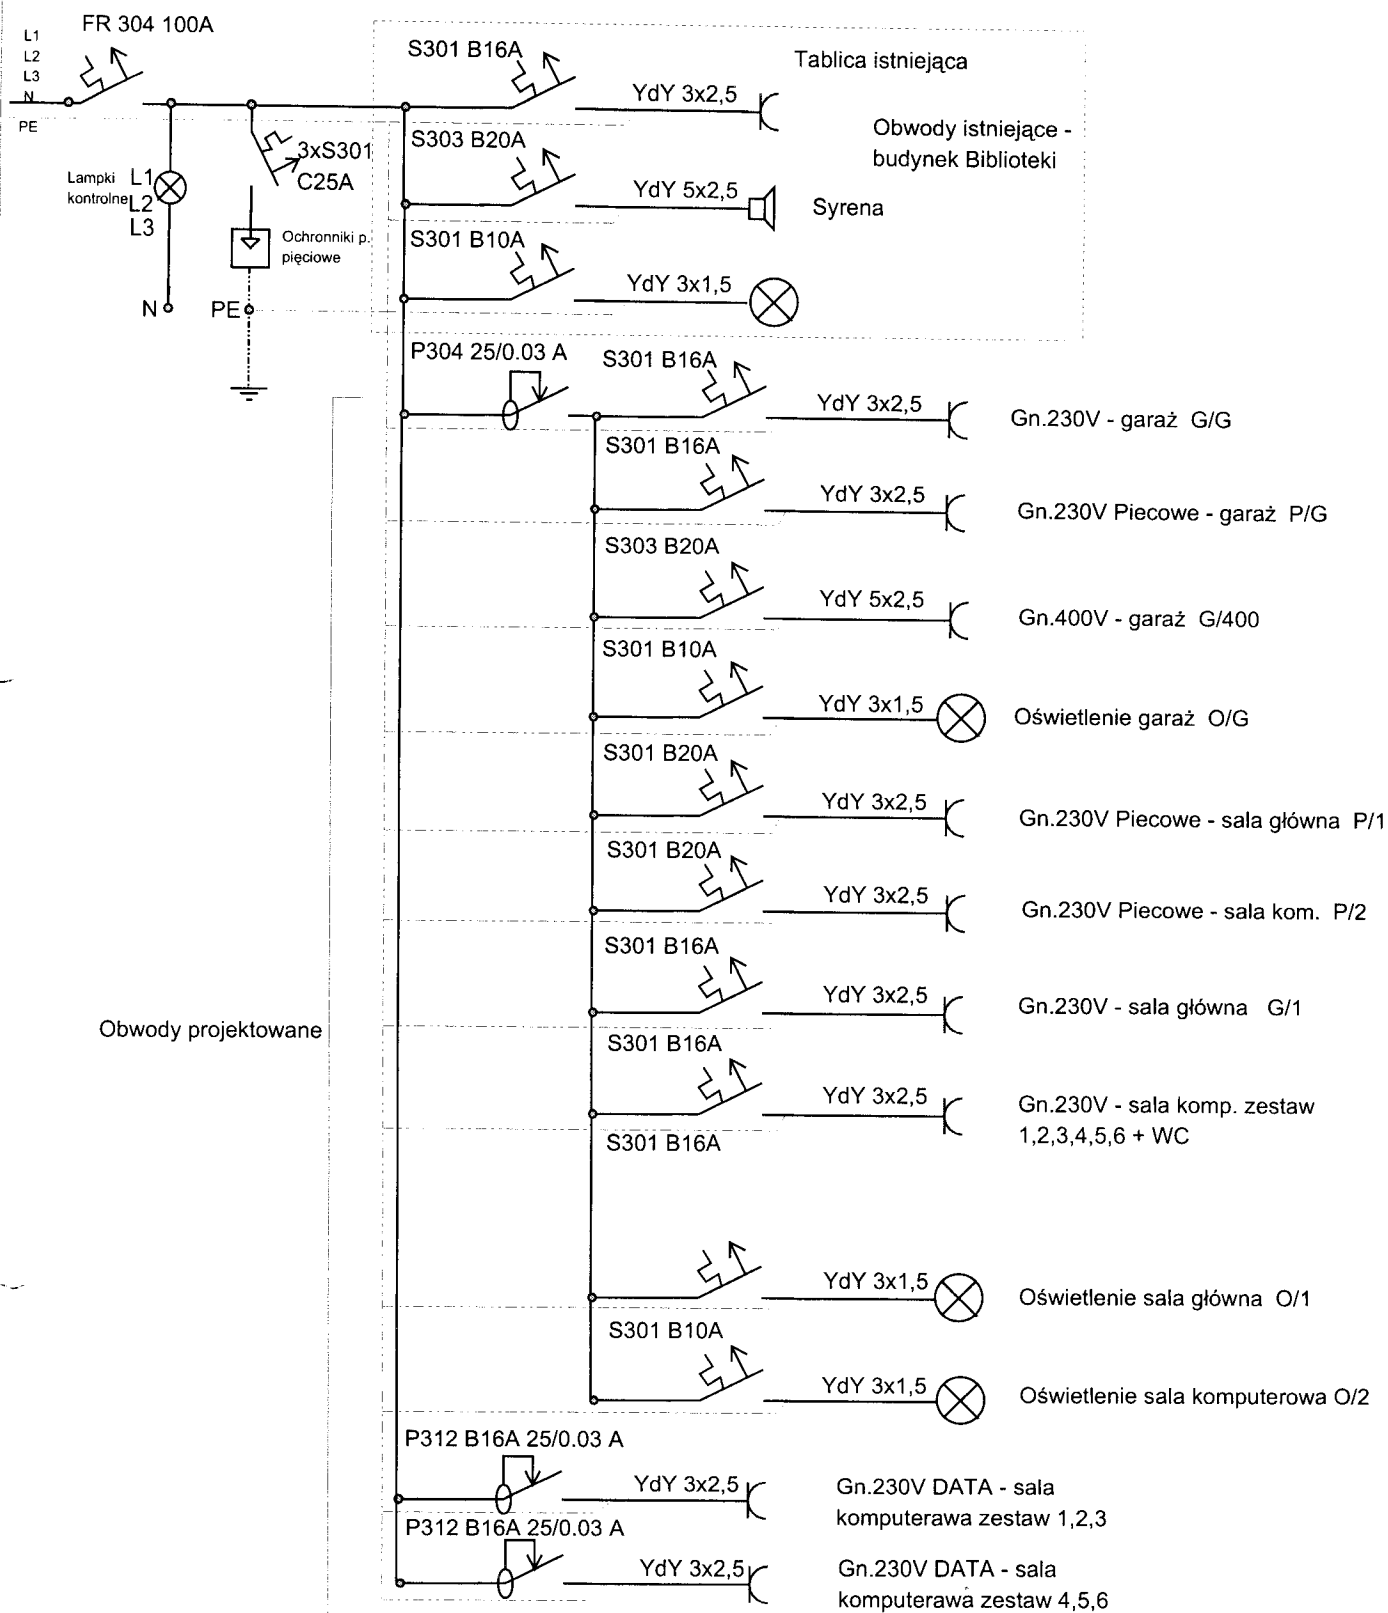 FR 304 100A
L1
L2
L3
N
PE
S301 B16A
Tablica istniejąca
YdY 3x2,5
Obwody istniejące -
budynek Biblioteki
S303 B20A
YdY 5x2,5
Syrena
3xS301
C25A
Lampki
kontrolne
L1
L2
L3
Ochronniki p.
pięciowe
S301 B10A
YdY 3x1,5
N
PE
P304 25/0.03 A
S301 B16A
YdY 3x2,5
Gn.230V - garaż G/G
S301 B16A
YdY 3x2,5
Gn.230V Piecowe - garaż P/G
S303 B20A
YdY 5x2,5
Gn.400V - garaż G/400
S301 B10A
YdY 3x1,5
Oświetlenie garaż O/G
S301 B20A
YdY 3x2,5
Gn.230V Piecowe - sala główna P/1
S301 B20A
YdY 3x2,5
Gn.230V Piecowe - sala kom. P/2
S301 B16A
YdY 3x2,5
Gn.230V - sala główna G/1
Obwody projektowane
S301 B16A
YdY 3x2,5
Gn.230V - sala komp. zestaw
1,2,3,4,5,6 + WC
S301 B16A
YdY 3x1,5
Oświetlenie sala główna O/1
S301 B10A
YdY 3x1,5
Oświetlenie sala komputerowa O/2
P312 B16A 25/0.03 A
YdY 3x2,5
Gn.230V DATA - sala
komputerawa zestaw 1,2,3
P312 B16A 25/0.03 A
YdY 3x2,5
Gn.230V DATA - sala
komputerawa zestaw 4,5,6